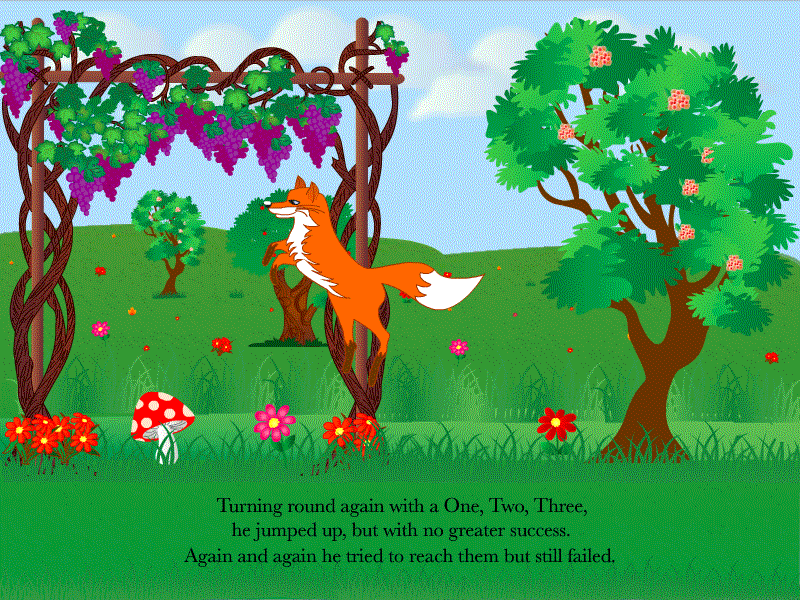 Turning round again with a One, Two, Three,
he jumped up, but with no greater success.
Again and again he tried to reach them but still failed.